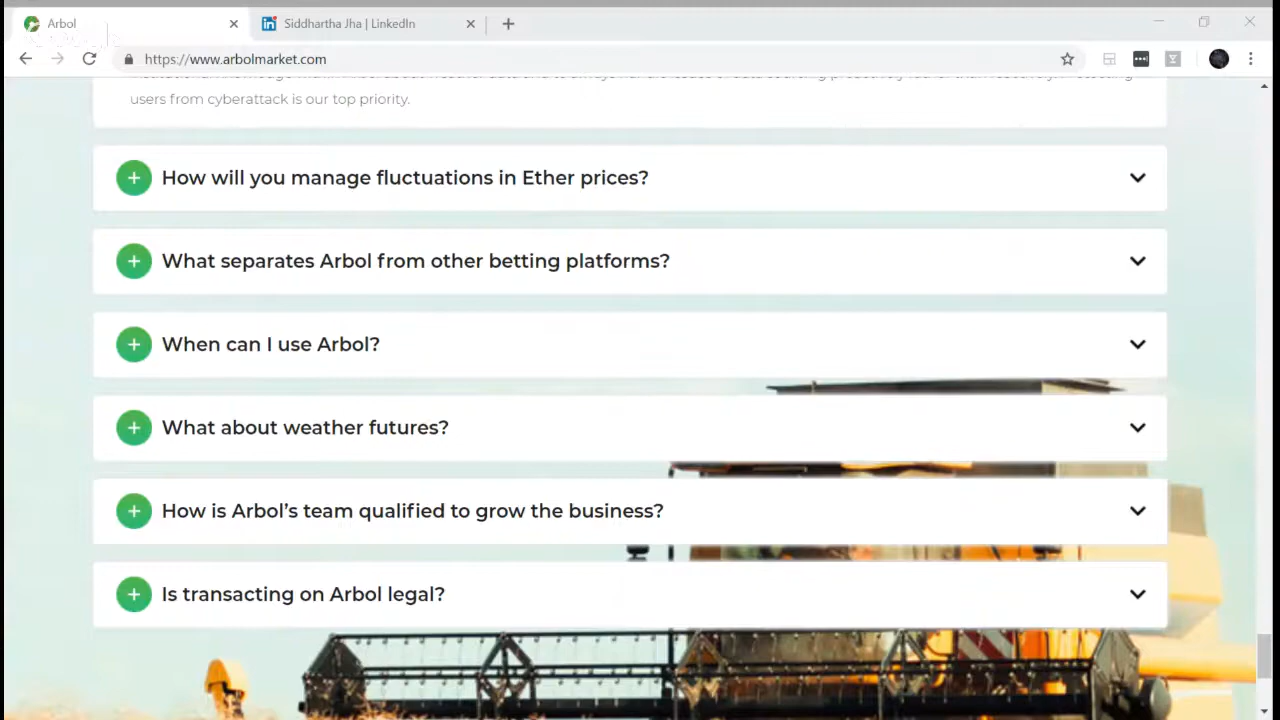 Arbol
Siddhartha Jha | LinkedIn
https://www.arbolmarket.com
users from cyberattack is our top priority.
How will you manage fluctuations in Ether prices?
What separates Arbol from other betting platforms?
When can I use Arbol?
What about weather futures?
How is Arbol’s team qualified to grow the business?
Is transacting on Arbol legal?